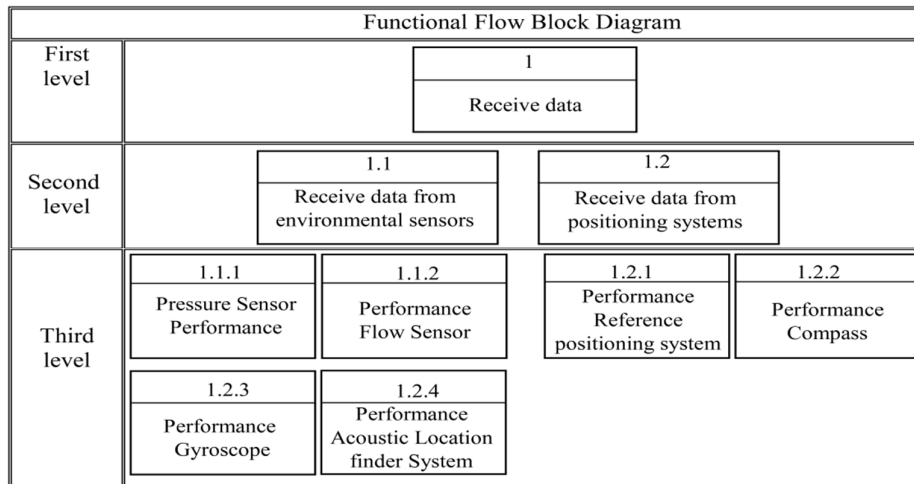 Functional Flow Block Diagram
First
level
1
Receive data
Second
level
1.1
Receive data from
environmental sensors
1.2
Receive data from
positioning systems
Third
level
1.1.1
Pressure Sensor
Performance
1.1.2
Performance
Flow Sensor
1.2.1
Performance
Reference
positioning system
1.2.2
Performance
Compass
1.2.3
Performance
Gyroscope
1.2.4
Performance
Acoustic Location
finder System